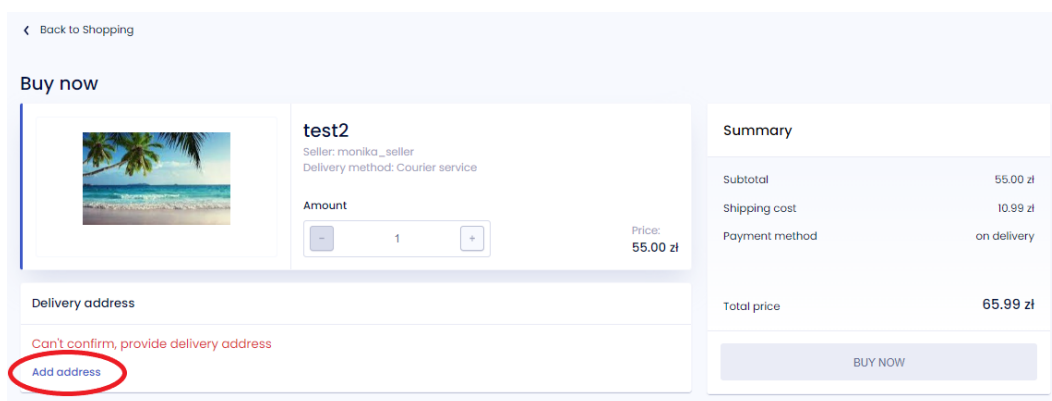 Back to Shopping
Buy now
test2
Seller: monika_seller
Delivery method: Courier service
Amount
- 1 +
Price:
55.00 zł
Delivery address
Can't confirm, provide delivery address
Add address
Summary
Subtotal 55.00 zł
Shipping cost 10.99 zł
Payment method on delivery
Total price 65.99 zł
BUY NOW